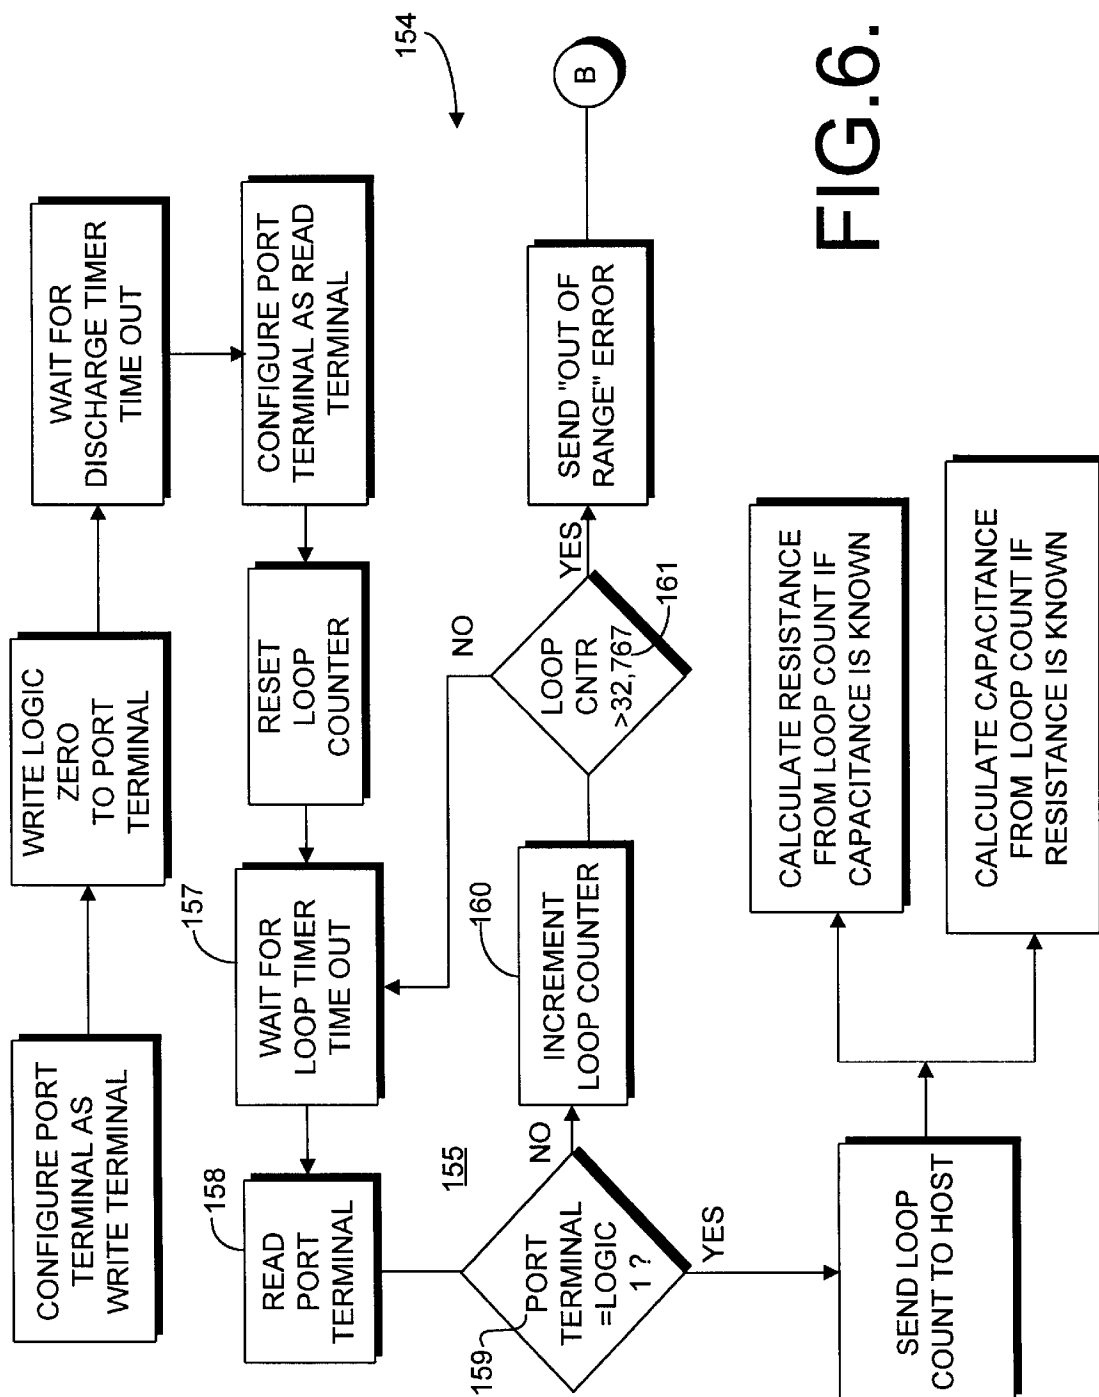 CONFIGURE PORT
TERMINAL AS
WRITE TERMINAL
WRITE LOGIC
ZERO
TO PORT
TERMINAL
WAIT FOR
DISCHARGE TIMER
TIME OUT
CONFIGURE PORT
TERMINAL AS READ
TERMINAL
RESET
LOOP
COUNTER
157
WAIT FOR
LOOP TIMER
TIME OUT
158
READ
PORT
TERMINAL
155
159
PORT
TERMINAL
=LOGIC
1 ?
NO
160
INCREMENT
LOOP COUNTER
LOOP
CNTR
>32,767
161
NO
YES
SEND "OUT OF
RANGE" ERROR
B
154
YES
SEND LOOP
COUNT TO HOST
CALCULATE RESISTANCE
FROM LOOP COUNT IF
CAPACITANCE IS KNOWN
CALCULATE CAPACITANCE
FROM LOOP COUNT IF
RESISTANCE IS KNOWN
FIG.6.